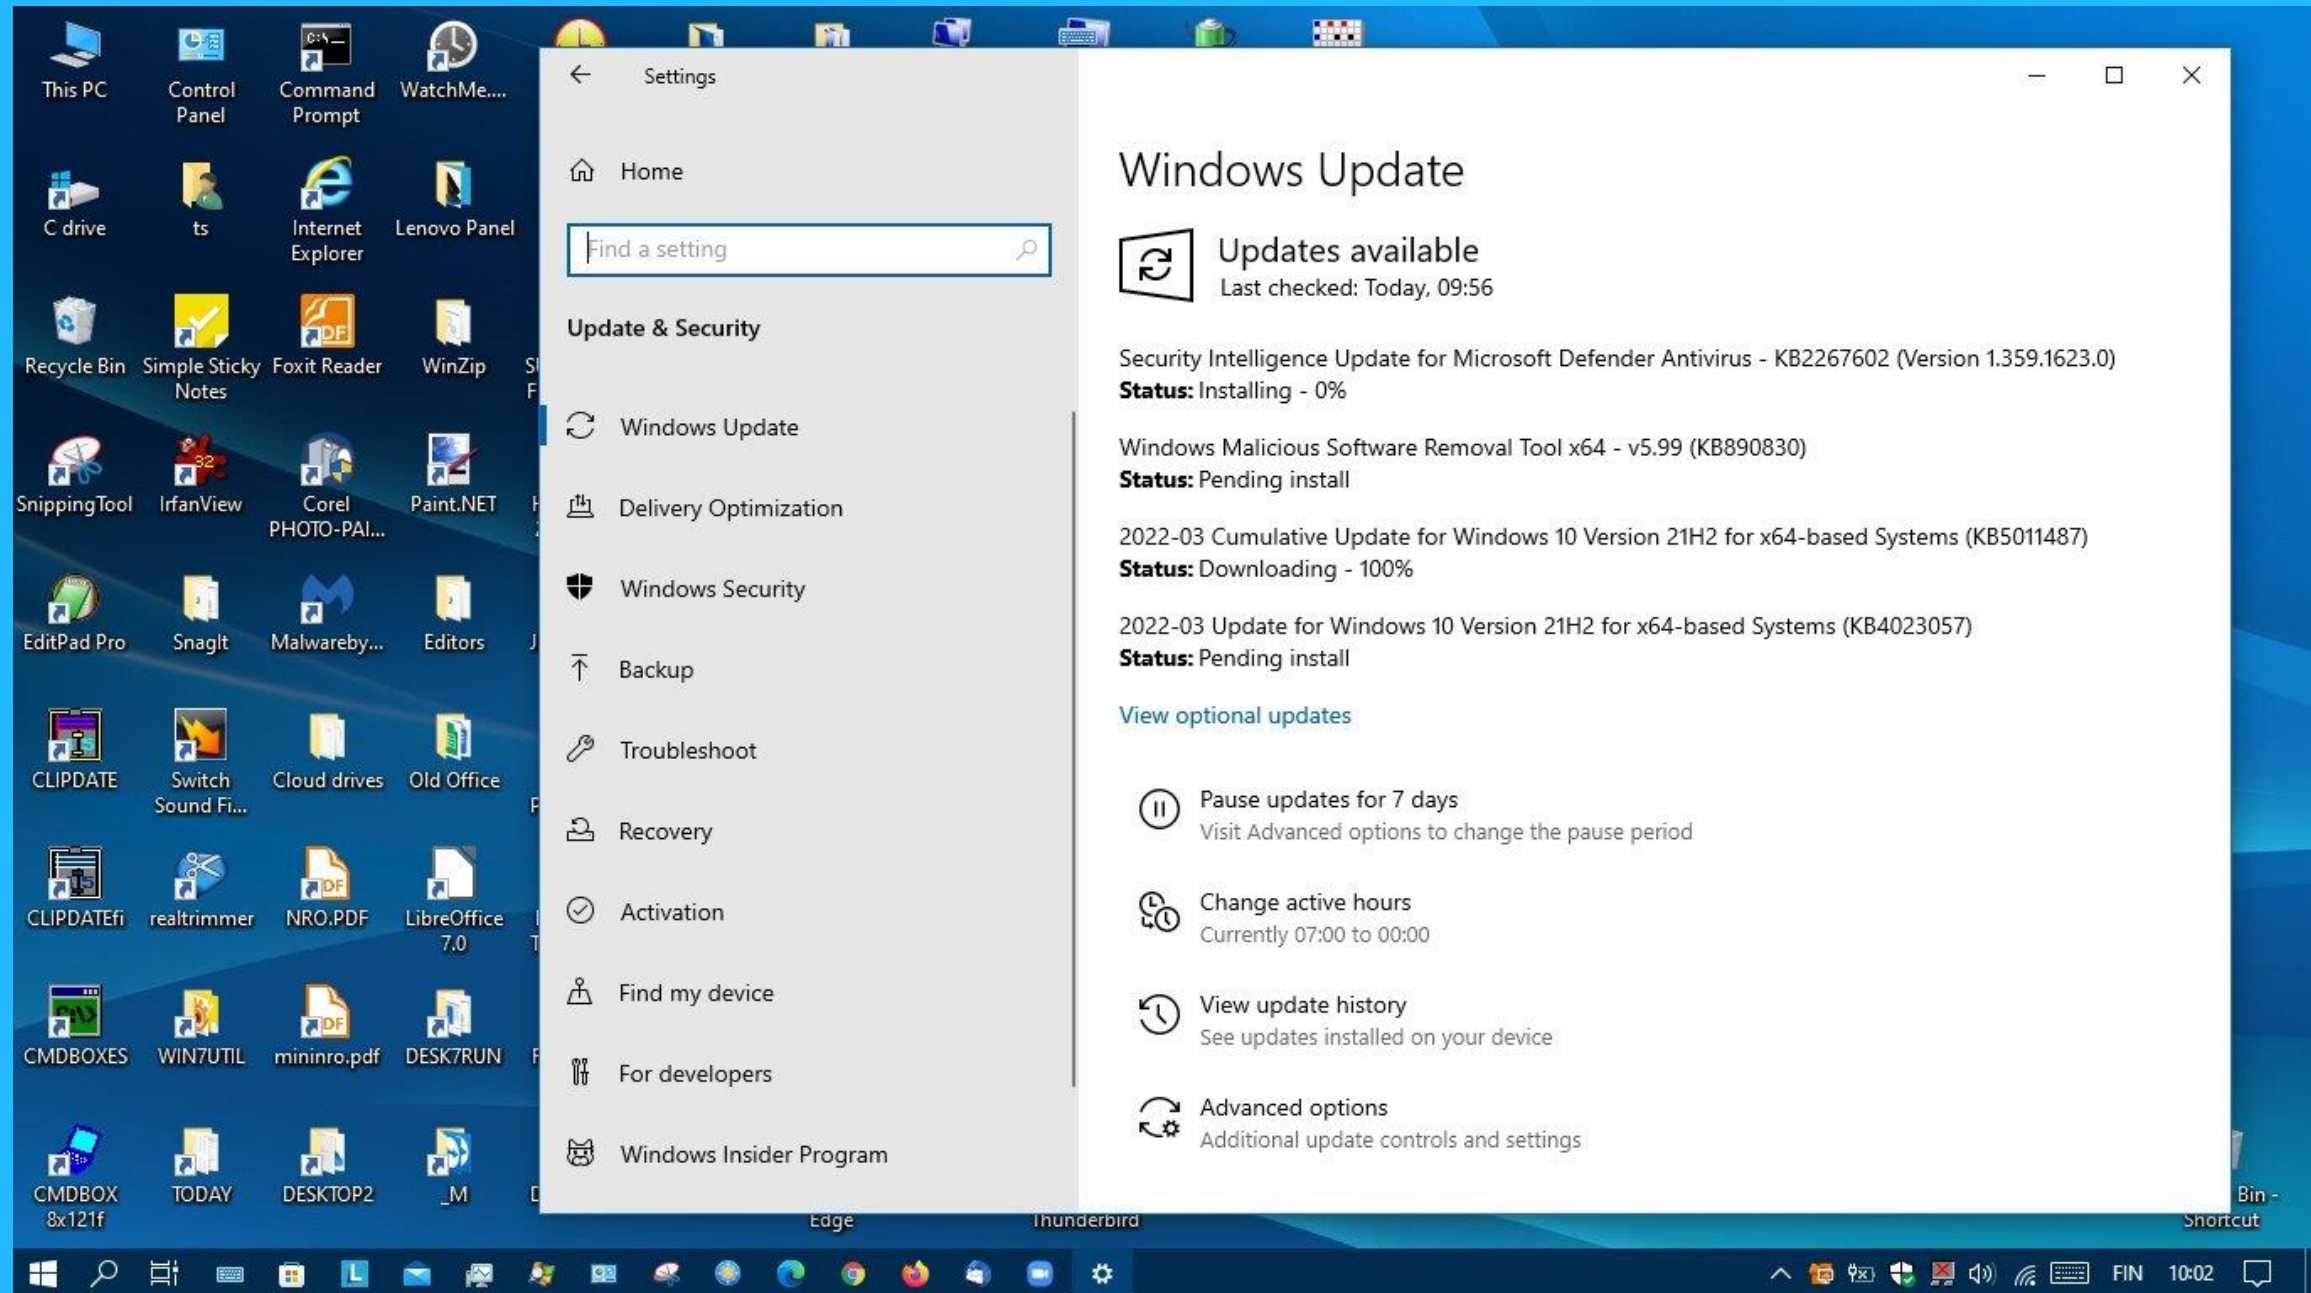 This PC
Control
Panel
Command
Prompt
WatchMe....
C drive
ts
Internet
Explorer
Lenovo Panel
Recycle Bin
Simple Sticky
Notes
Foxit Reader
WinZip
SnippingTool
IrfanView
Corel
PHOTO-PAI...
Paint.NET
EditPad Pro
SnagIt
Malwareby...
Editors
CLIPDATE
Switch
Sound Fi...
Cloud drives
Old Office
CLIPDATEfi
realtrimmer
NRO.PDF
LibreOffice
7.0
CMDBOXES
WIN7UTIL
mininro.pdf
DESK7RUN
CMDBOX
8x121f
TODAY
DESKTOP2
_M
Settings
Home
Find a setting
Update & Security
Windows Update
Delivery Optimization
Windows Security
Backup
Troubleshoot
Recovery
Activation
Find my device
For developers
Windows Insider Program
Windows Update
Updates available
Last checked: Today, 09:56
Security Intelligence Update for Microsoft Defender Antivirus - KB2267602 (Version 1.359.1623.0)
Status: Installing - 0%
Windows Malicious Software Removal Tool x64 - v5.99 (KB890830)
Status: Pending install
2022-03 Cumulative Update for Windows 10 Version 21H2 for x64-based Systems (KB5011487)
Status: Downloading - 100%
2022-03 Update for Windows 10 Version 21H2 for x64-based Systems (KB4023057)
Status: Pending install
View optional updates
Pause updates for 7 days
Visit Advanced options to change the pause period
Change active hours
Currently 07:00 to 00:00
View update history
See updates installed on your device
Advanced options
Additional update controls and settings
Edge
Thunderbird
Bin -
Shortcut
FIN
10:02